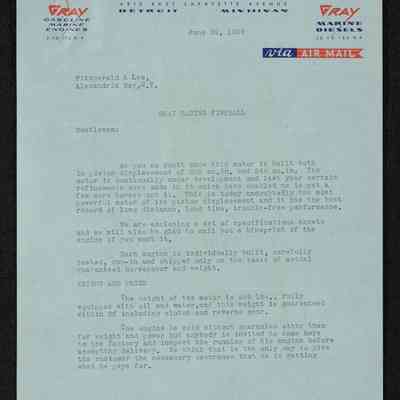 GRAY
GASOLINE
MARINE
ENGINES
EAST LAFAYETTE AVENUE
DETROIT MICHIGAN
GRAY
MARINE
DIESELS
via AIR MAIL
June
Fitzgerald & Lee,
Alexandria Bay, N.Y.
GRAY RACING FIREBALL
Gentlemen:
As you no doubt know this motor is built both
in piston displacement of cu.in. and cu.in. The
motor is continually under development and last year certain
refinements were made in it which have enabled us to get a
few more horses out it. This is today undoubtedly the most
powerful motor of its piston displacement and it has the best
record of long distance, long time, trouble-free performance.
We are enclosing a set of specifications sheets
and we will also be glad to mail you a blueprint of the
engine if you want it.
Each engine is individually built, carefully
tested, run-in and shipped only on the basis of actual
guaranteed horsepower and weight.
WEIGHT AND PRICE
The weight of the motor is lbs., fully
equipped with oil and water, and this weight is guaranteed
within including clutch and reverse gear.
The engine is sold without guarantee other than
for weight and power but anybody is invited to come here
to the factory and inspect the running of his engine before
accepting delivery. We think that is the only way to give
the customer the necessary assurance that he is getting
what he pays for.